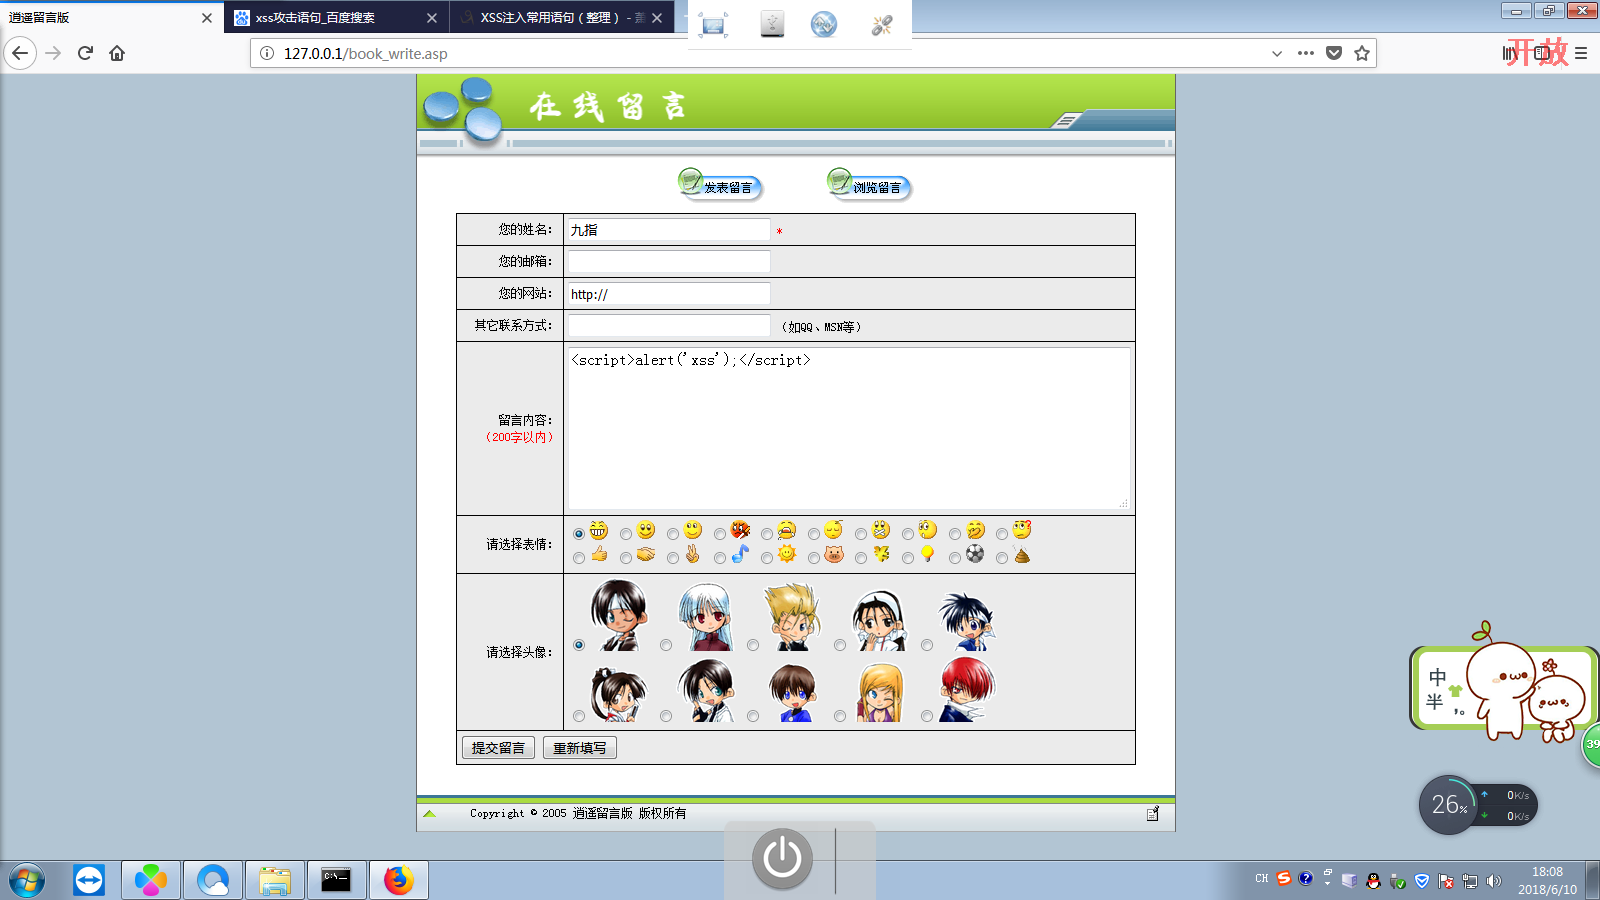 逍遥留言版
xss攻击语句_百度搜索
XSS注入常用语句（整理） - 萧
127.0.0.1/book_write.asp
开放
在线留言
发表留言
浏览留言
您的姓名： 九指 *
您的邮箱：
您的网站： http://
其它联系方式： （如QQ、MSN等）
<script>alert('xss');</script>
留言内容：
（200字以内）
请选择表情：
请选择头像：
提交留言 重新填写
中
半 ，。
39
26% 0K/s
0K/s
Copyright © 2005 逍遥留言版 版权所有
C:\_
CH
18:08
2018/6/10